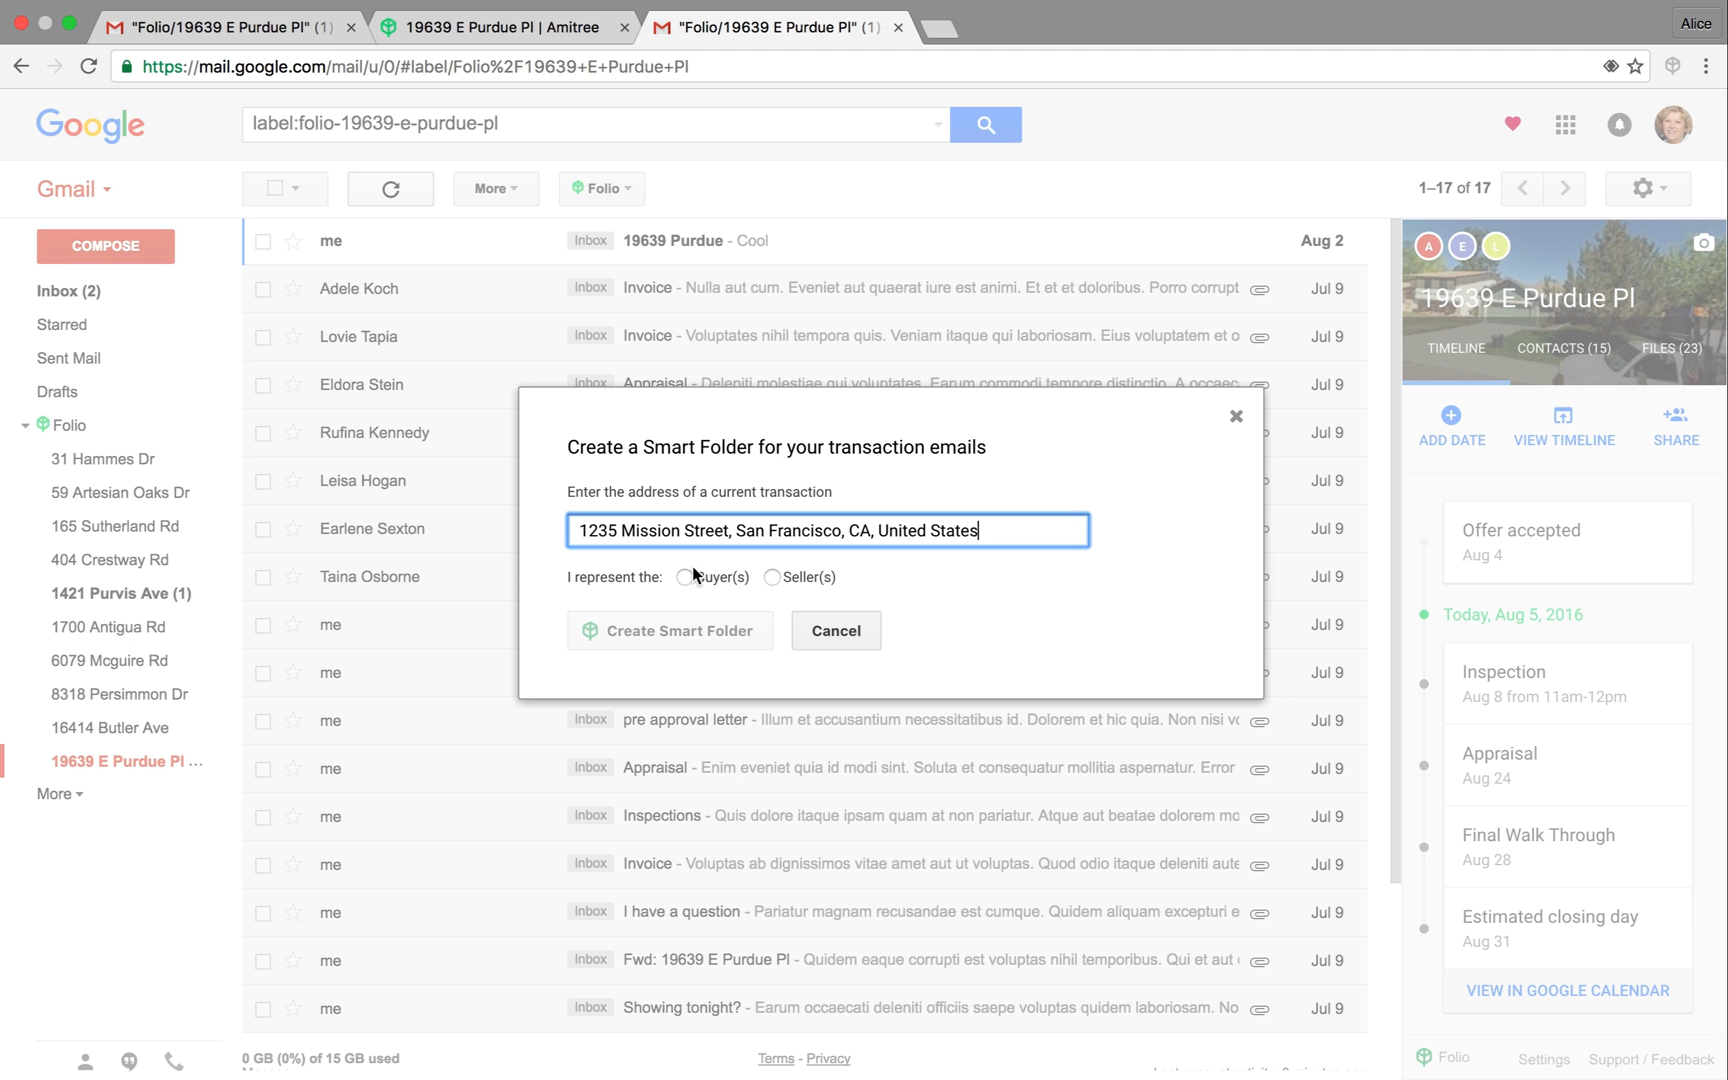 "Folio/19639 E Purdue Pl" (1)
19639 E Purdue Pl | Amitree
"Folio/19639 E Purdue Pl" (1)
Alice
https://mail.google.com/mail/u/0/#label/Folio%2F19639+E+Purdue+Pl
Google
label:folio-19639-e-purdue-pl
Gmail
More
Folio
1–17 of 17
COMPOSE
Inbox (2)
Starred
Sent Mail
Drafts
Folio
31 Hammes Dr
59 Artesian Oaks Dr
165 Sutherland Rd
404 Crestway Rd
1421 Purvis Ave (1)
1700 Antigua Rd
6079 Mcguire Rd
8318 Persimmon Dr
16414 Butler Ave
19639 E Purdue Pl ...
More
me Inbox 19639 Purdue - Cool Aug 2
Adele Koch Inbox Invoice - Nulla aut cum. Eveniet aut quaerat iure est animi. Et et et doloribus. Porro corrupt Jul 9
Lovie Tapia Inbox Invoice - Voluptates nihil tempora quis. Veniam itaque qui laboriosam. Eius voluptatem et o Jul 9
Eldora Stein Inbox Appraisal - Deleniti molestiae qui voluptates. Earum commodi tempore distinctio. A occaec Jul 9
Rufina Kennedy Jul 9
Leisa Hogan Jul 9
Earlene Sexton Jul 9
Taina Osborne Jul 9
me Jul 9
me Jul 9
me Inbox pre approval letter - Illum et accusantium necessitatibus id. Dolorem et hic quia. Non nisi vc Jul 9
me Inbox Appraisal - Enim eveniet quia id modi sint. Soluta et consequatur mollitia aspernatur. Error Jul 9
me Inbox Inspections - Quis dolore itaque ipsam quam at non pariatur. Atque aut beatae dolorem mc Jul 9
me Inbox Invoice - Voluptas ab dignissimos vitae amet aut ut voluptas. Quod odio itaque deleniti aute Jul 9
me Inbox I have a question - Pariatur magnam recusandae est cumque. Quidem aliquam excepturi e Jul 9
me Inbox Fwd: 19639 E Purdue Pl - Quidem eaque corrupti est voluptas nihil temporibus. Qui et aut Jul 9
me Inbox Showing tonight? - Earum occaecati deleniti officiis saepe voluptas quidem laboriosam. No Jul 9
Create a Smart Folder for your transaction emails
Enter the address of a current transaction
1235 Mission Street, San Francisco, CA, United States
I represent the: Buyer(s) Seller(s)
Create Smart Folder
Cancel
0 GB (0%) of 15 GB used
Terms - Privacy
A E L
19639 E Purdue Pl
TIMELINE CONTACTS (15) FILES (23)
ADD DATE VIEW TIMELINE SHARE
Offer accepted
Aug 4
Today, Aug 5, 2016
Inspection
Aug 8 from 11am-12pm
Appraisal
Aug 24
Final Walk Through
Aug 28
Estimated closing day
Aug 31
VIEW IN GOOGLE CALENDAR
Folio Settings Support / Feedback